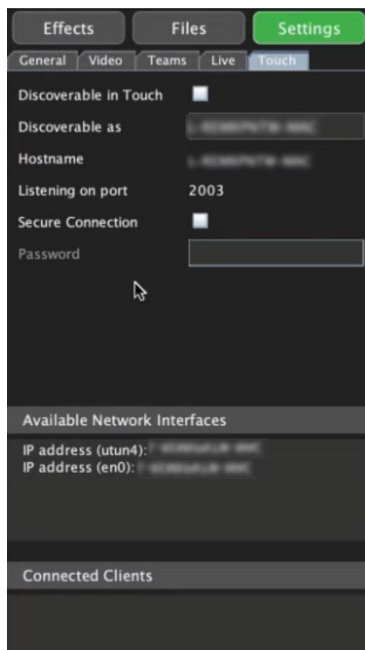 Effects Files Settings
General Video Teams Live Touch
Discoverable in Touch
Discoverable as
Hostname
Listening on port 2003
Secure Connection
Password
Available Network Interfaces
IP address (utun4):
IP address (en0):
Connected Clients